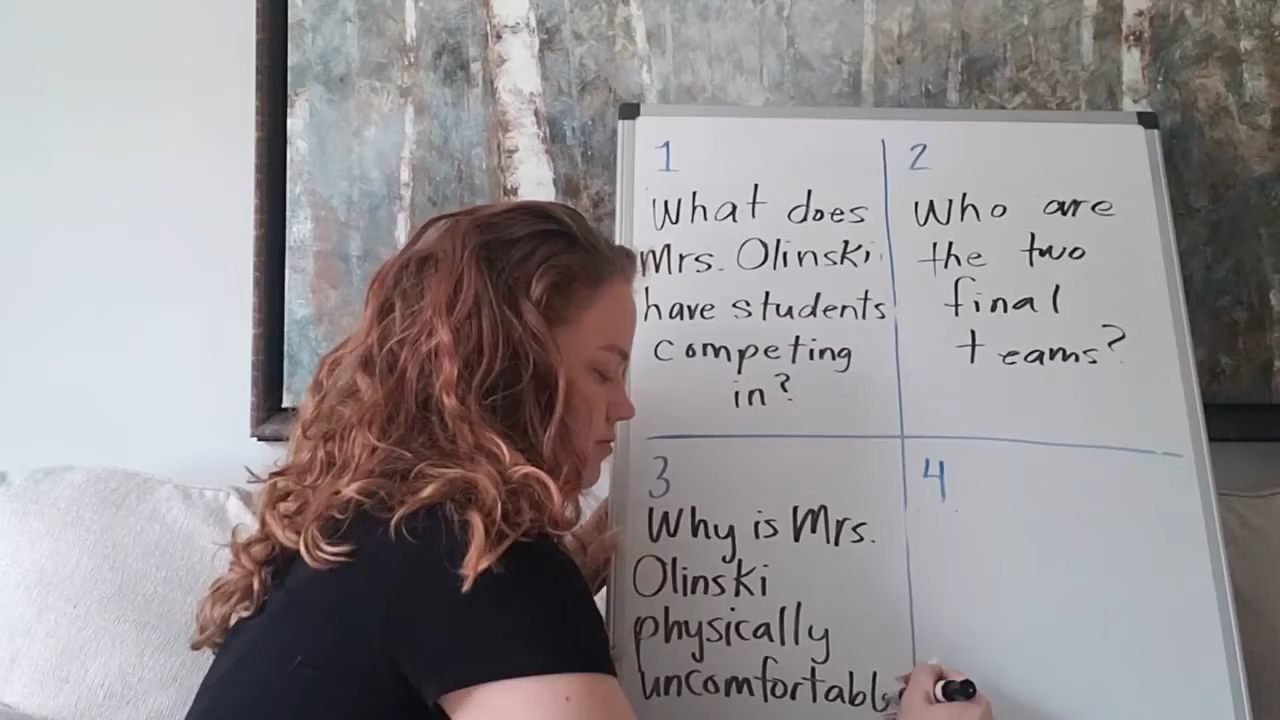 1
What does
Mrs. Olinski
have students
competing
in?
2
Who are
the two
final
teams?
3
Why is Mrs.
Olinski
physically
uncomfortabl
4